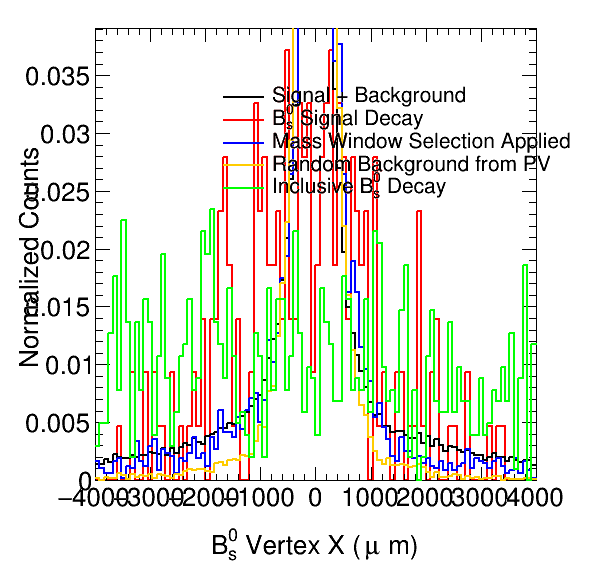 0.035
0.03
0.025
0.02
0.015
0.01
0.005
0
Normalized Counts
Signal + Background
B⁰ₛ Signal Decay
Mass Window Selection Applied
Random Background from PV
Inclusive B⁰ₛ Decay
−4000 −3000 −2000 −1000 0 1000 2000 3000 4000
B⁰ₛ Vertex X (μ m)